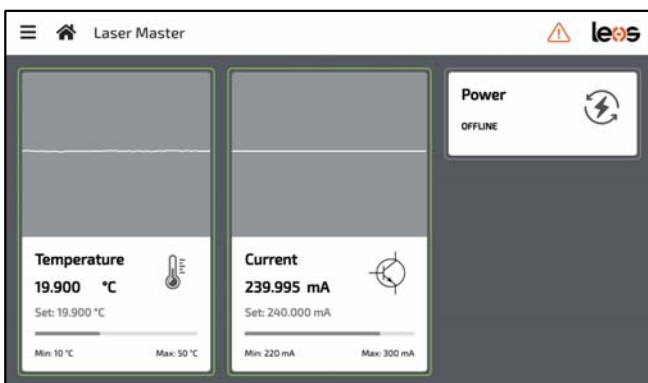 Laser Master
leos
Temperature
19.900 °C
Set: 19.900 °C
Min: 10 °C Max: 50 °C
Current
239.995 mA
Set: 240.000 mA
Min: 220 mA Max: 300 mA
Power
OFFLINE